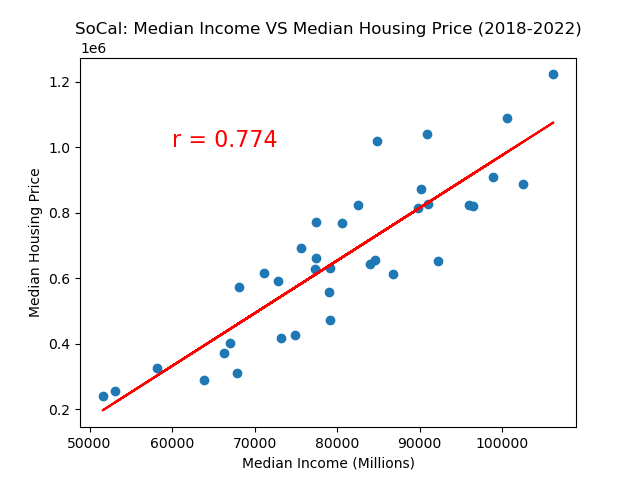 SoCal: Median Income VS Median Housing Price (2018-2022)
1e6
1.2
1.0
0.8
0.6
0.4
0.2
r = 0.774
Median Housing Price
50000 60000 70000 80000 90000 100000
Median Income (Millions)